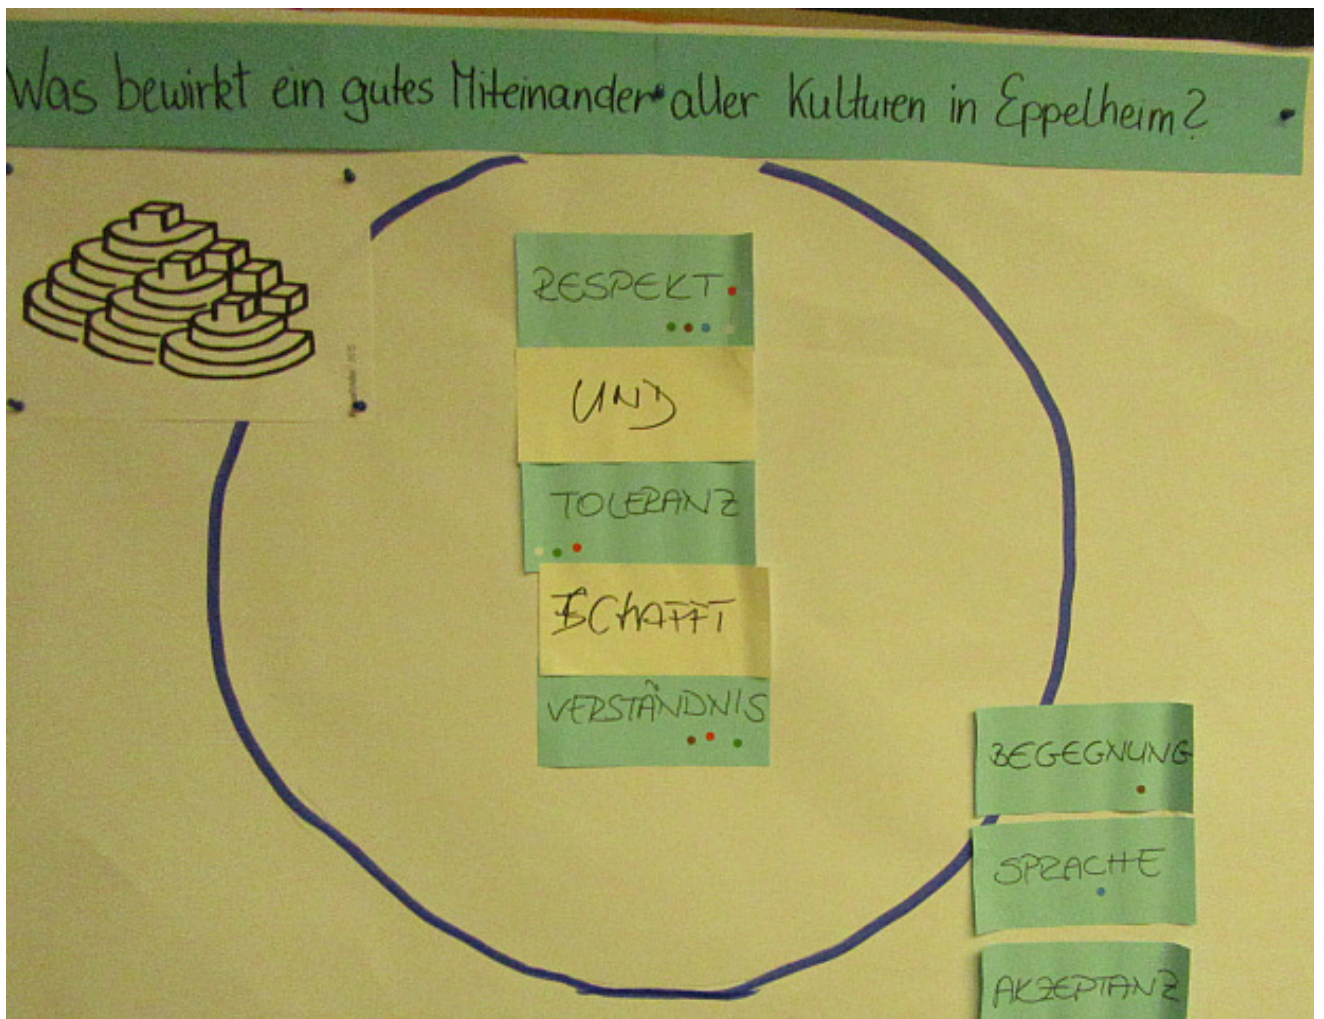 Was bewirkt ein gutes Miteinander aller Kulturen in Eppelheim?
RESPEKT
UND
TOLERANZ
SCHAFFT
VERSTÄNDNIS
BEGEGNUNG
SPRACHE
AKZEPTANZ